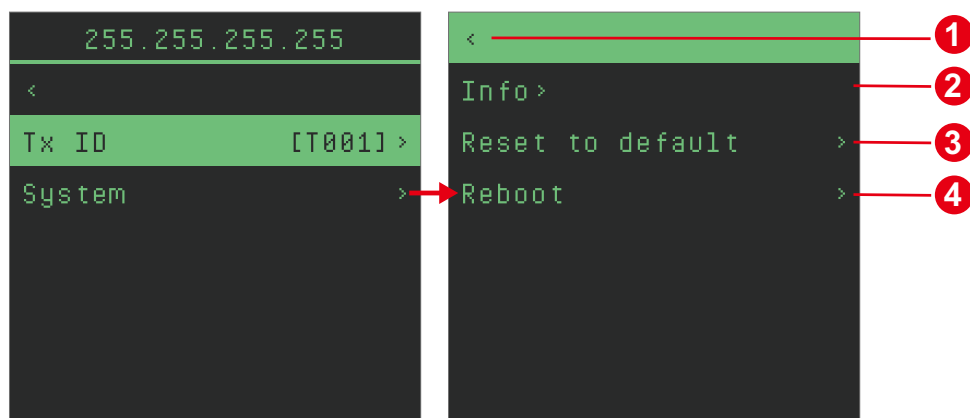 255.255.255.255
<
Tx ID [T001] >
System >
< 1
Info> 2
Reset to default > 3
Reboot > 4